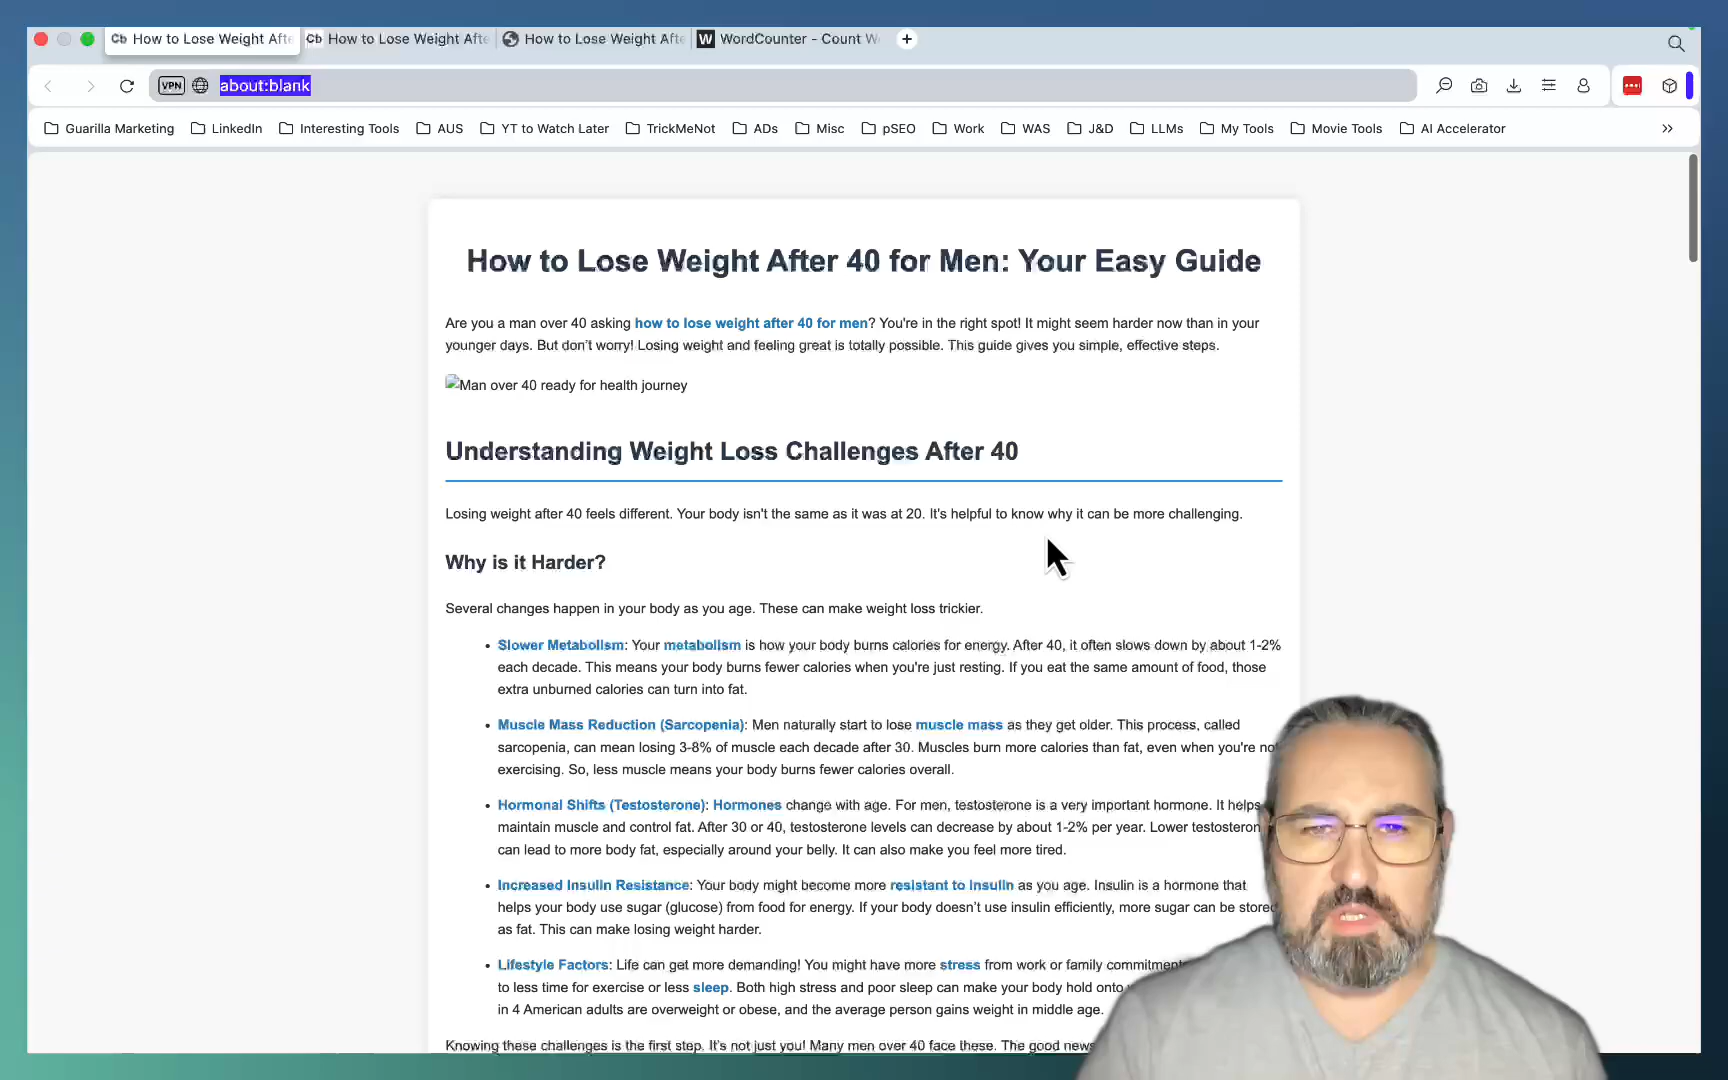 Cb How to Lose Weight Afte
Cb How to Lose Weight Afte
How to Lose Weight Afte
W WordCounter - Count W
VPN about:blank
Guarilla Marketing
LinkedIn
Interesting Tools
AUS
YT to Watch Later
TrickMeNot
ADs
Misc
pSEO
Work
WAS
J&D
LLMs
My Tools
Movie Tools
AI Accelerator
How to Lose Weight After 40 for Men: Your Easy Guide
Are you a man over 40 asking how to lose weight after 40 for men? You're in the right spot! It might seem harder now than in your
younger days. But don't worry! Losing weight and feeling great is totally possible. This guide gives you simple, effective steps.
Man over 40 ready for health journey
Understanding Weight Loss Challenges After 40
Losing weight after 40 feels different. Your body isn't the same as it was at 20. It's helpful to know why it can be more challenging.
Why is it Harder?
Several changes happen in your body as you age. These can make weight loss trickier.
• Slower Metabolism: Your metabolism is how your body burns calories for energy. After 40, it often slows down by about 1-2%
each decade. This means your body burns fewer calories when you're just resting. If you eat the same amount of food, those
extra unburned calories can turn into fat.
• Muscle Mass Reduction (Sarcopenia): Men naturally start to lose muscle mass as they get older. This process, called
sarcopenia, can mean losing 3-8% of muscle each decade after 30. Muscles burn more calories than fat, even when you're no
exercising. So, less muscle means your body burns fewer calories overall.
• Hormonal Shifts (Testosterone): Hormones change with age. For men, testosterone is a very important hormone. It helps
maintain muscle and control fat. After 30 or 40, testosterone levels can decrease by about 1-2% per year. Lower testosteron
can lead to more body fat, especially around your belly. It can also make you feel more tired.
• Increased Insulin Resistance: Your body might become more resistant to insulin as you age. Insulin is a hormone that
helps your body use sugar (glucose) from food for energy. If your body doesn't use insulin efficiently, more sugar can be stored
as fat. This can make losing weight harder.
• Lifestyle Factors: Life can get more demanding! You might have more stress from work or family commitment
to less time for exercise or less sleep. Both high stress and poor sleep can make your body hold onto
in 4 American adults are overweight or obese, and the average person gains weight in middle age.
Knowing these challenges is the first step. It's not just you! Many men over 40 face these. The good news